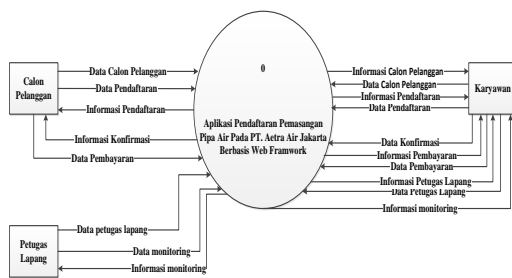 Calon
Pelanggan
Data Calon Pelanggan
Data Pendaftaran
Informasi Pendaftaran
Informasi Konfirmasi
Data Pembayaran
0
Aplikasi Pendaftaran Pemasangan
Pipa Air Pada PT. Aetra Air Jakarta
Berbasis Web Framwork
Informasi Calon Pelanggan
Data Calon Pelanggan
Informasi Pendaftaran
Data Pendaftaran
Data Konfirmasi
Informasi Pembayaran
Data Pembayaran
Informasi Petugas Lapang
Data Petugas Lapang
Informasi monitoring
Karyawan
Petugas
Lapang
Data petugas lapang
Data monitoring
Informasi monitoring